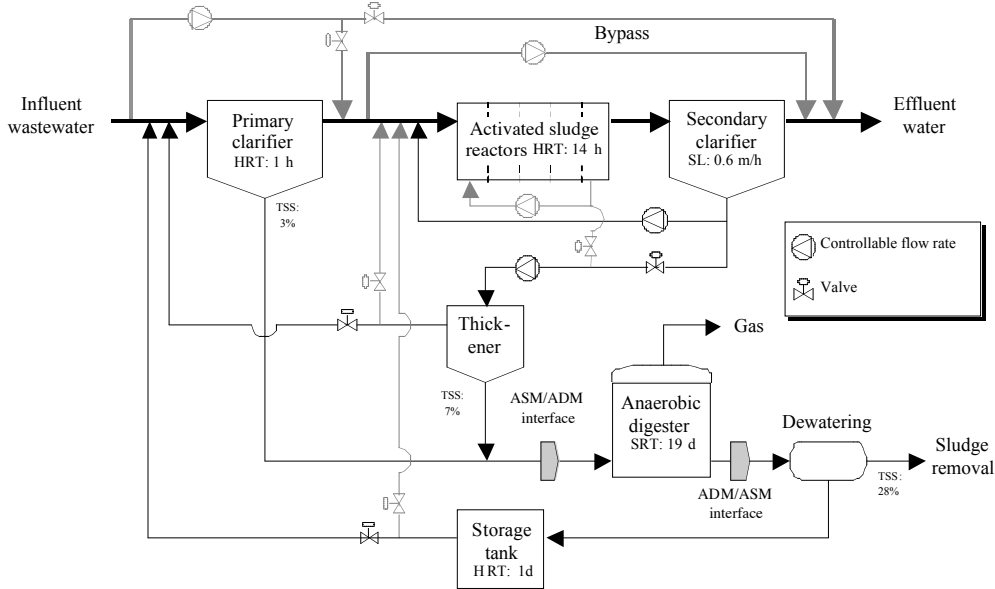 Bypass
Influent
wastewater
Primary
clarifier
HRT: 1 h
Activated sludge
reactors HRT: 14 h
Secondary
clarifier
SL: 0.6 m/h
Effluent
water
TSS:
3%
Controllable flow rate
Valve
Thick-
ener
TSS:
7%
Gas
ASM/ADM
interface
Anaerobic
digester
SRT: 19 d
Dewatering
Sludge
removal
TSS:
28%
ADM/ASM
interface
Storage
tank
HRT: 1d